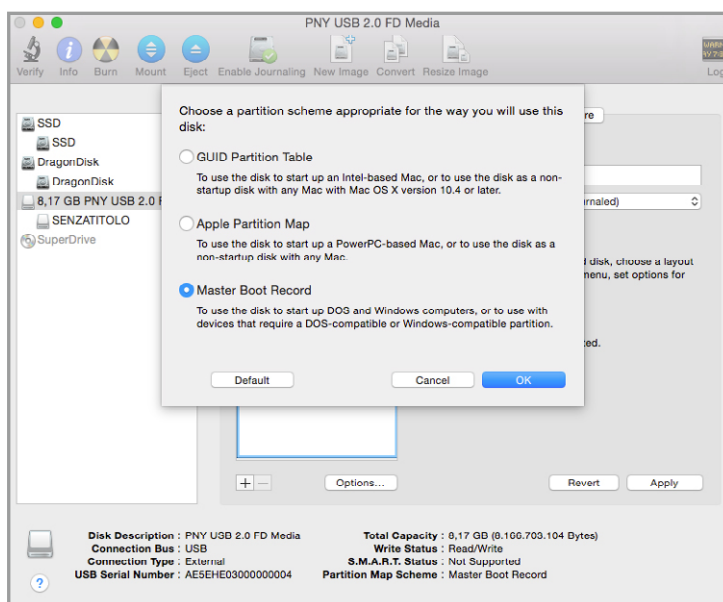 PNY USB 2.0 FD Media
Verify Info Burn Mount Eject Enable Journaling New Image Convert Resize Image Log
Choose a partition scheme appropriate for the way you will use this
disk:
GUID Partition Table
To use the disk to start up an Intel-based Mac, or to use the disk as a non-
startup disk with any Mac with Mac OS X version 10.4 or later.
Apple Partition Map
To use the disk to start up a PowerPC-based Mac, or to use the disk as a
non-startup disk with any Mac.
Master Boot Record
To use the disk to start up DOS and Windows computers, or to use with
devices that require a DOS-compatible or Windows-compatible partition.
Default Cancel OK
SSD
SSD
DragonDisk
DragonDisk
8,17 GB PNY USB 2.0 F
SENZATITOLO
SuperDrive
re
rnaled)
disk, choose a layout
menu, set options for
ted.
+ − Options... Revert Apply
Disk Description : PNY USB 2.0 FD Media
Connection Bus : USB
Connection Type : External
USB Serial Number : AE5EHE03000000004
Total Capacity : 8,17 GB (8.166.703.104 Bytes)
Write Status : Read/Write
S.M.A.R.T. Status : Not Supported
Partition Map Scheme : Master Boot Record
?